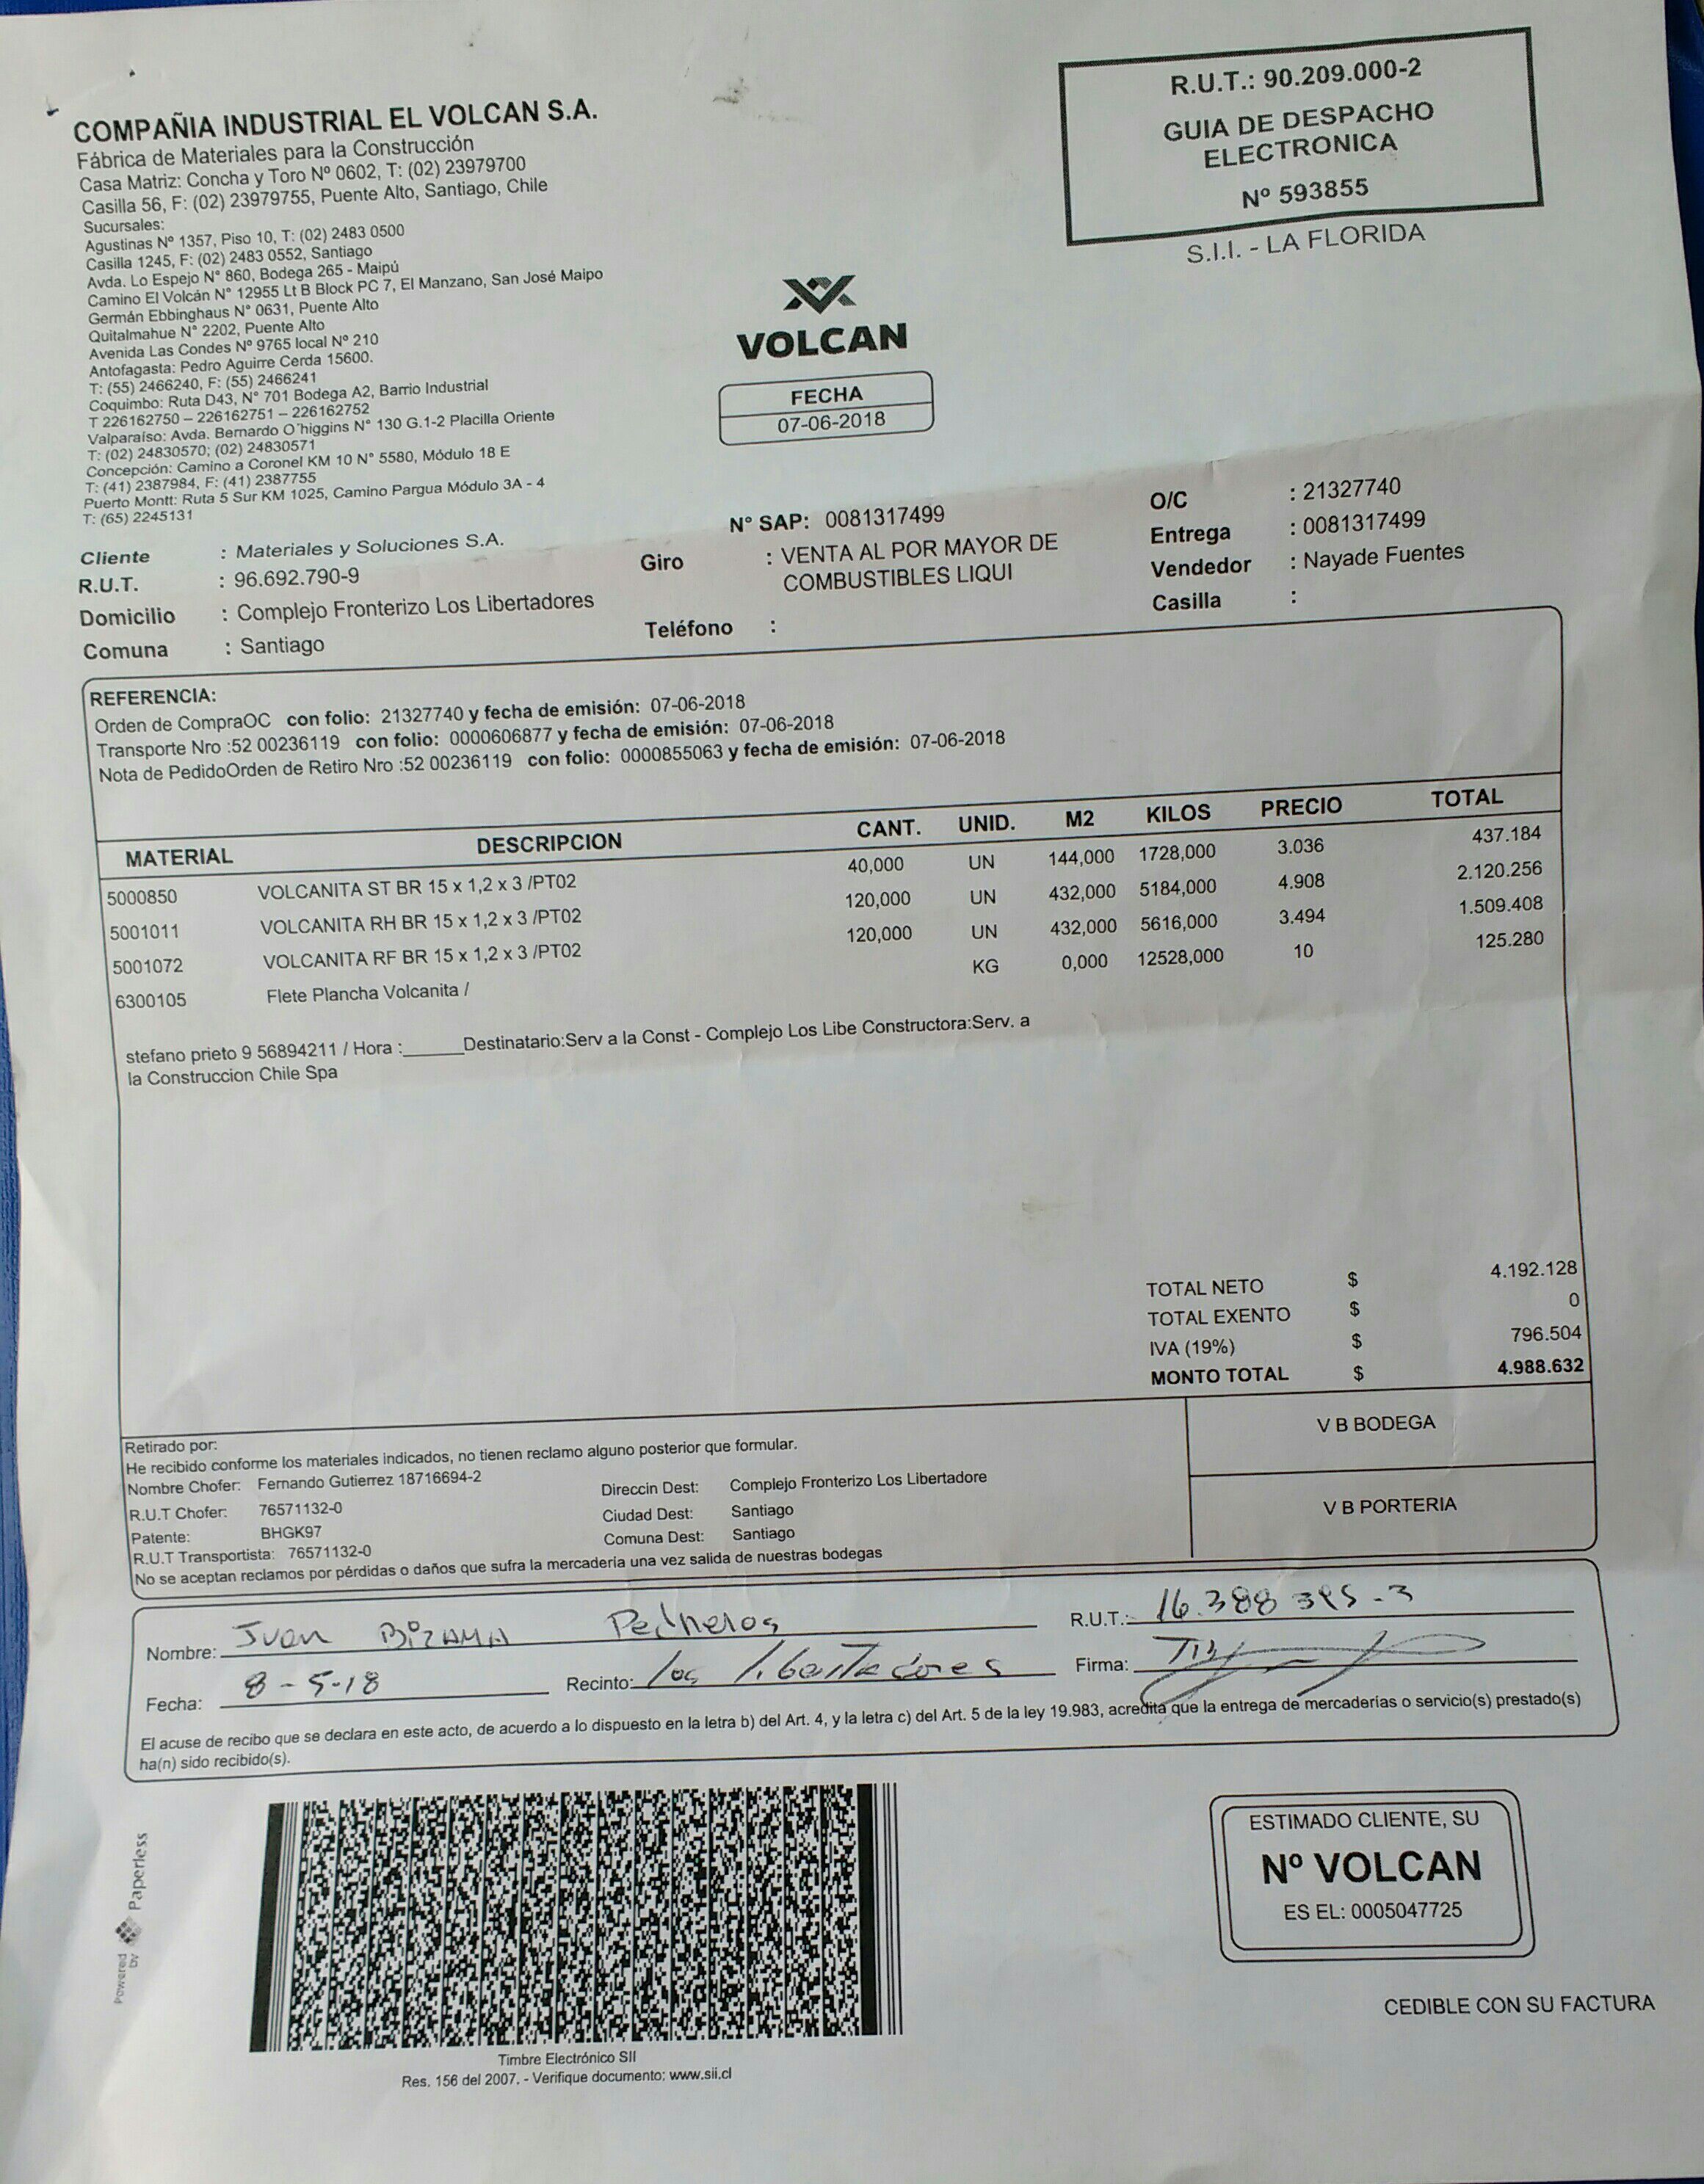 COMPAÑIA INDUSTRIAL EL VOLCAN S.A.
Fábrica de Materiales para la Construcción
Casa Matriz: Concha y Toro Nº 0602, T: (02) 23979700
Casilla 56, F: (02) 23979755, Puente Alto, Santiago, Chile
Sucursales:
Agustinas Nº 1357, Piso 10, T: (02) 2483 0500
Casilla 1245, F: (02) 2483 0552, Santiago
Avda. Lo Espejo N° 860, Bodega 265 - Maipú
Camino El Volcán N° 12955 Lt B Block PC 7, El Manzano, San José Maipo
Germán Ebbinghaus N° 0631, Puente Alto
Quitalmahue N° 2202, Puente Alto
Avenida Las Condes Nº 9765 local Nº 210
Antofagasta: Pedro Aguirre Cerda 15600.
T: (55) 2466240, F: (55) 2466241
Coquimbo: Ruta D43, N° 701 Bodega A2, Barrio Industrial
T 226162750 – 226162751 – 226162752
Valparaíso: Avda. Bernardo O´higgins N° 130 G.1-2 Placilla Oriente
T: (02) 24830570; (02) 24830571
Concepción: Camino a Coronel KM 10 N° 5580, Módulo 18 E
T: (41) 2387984, F: (41) 2387755
Puerto Montt: Ruta 5 Sur KM 1025, Camino Pargua Módulo 3A - 4
T: (65) 2245131
R.U.T.: 90.209.000-2
GUIA DE DESPACHO
ELECTRONICA
Nº 593855
S.I.I. - LA FLORIDA
VOLCAN
FECHA
07-06-2018
Cliente : Materiales y Soluciones S.A.
R.U.T. : 96.692.790-9
Domicilio : Complejo Fronterizo Los Libertadores
Comuna : Santiago
N° SAP: 0081317499
Giro : VENTA AL POR MAYOR DE
COMBUSTIBLES LIQUI
Teléfono :
O/C : 21327740
Entrega : 0081317499
Vendedor : Nayade Fuentes
Casilla :
REFERENCIA:
Orden de CompraOC con folio: 21327740 y fecha de emisión: 07-06-2018
Transporte Nro :52 00236119 con folio: 0000606877 y fecha de emisión: 07-06-2018
Nota de PedidoOrden de Retiro Nro :52 00236119 con folio: 0000855063 y fecha de emisión: 07-06-2018
MATERIAL DESCRIPCION CANT. UNID. M2 KILOS PRECIO TOTAL
5000850 VOLCANITA ST BR 15 x 1,2 x 3 /PT02 40,000 UN 144,000 1728,000 3.036 437.184
5001011 VOLCANITA RH BR 15 x 1,2 x 3 /PT02 120,000 UN 432,000 5184,000 4.908 2.120.256
5001072 VOLCANITA RF BR 15 x 1,2 x 3 /PT02 120,000 UN 432,000 5616,000 3.494 1.509.408
6300105 Flete Plancha Volcanita / KG 0,000 12528,000 10 125.280
stefano prieto 9 56894211 / Hora :______Destinatario:Serv a la Const - Complejo Los Libe Constructora:Serv. a
la Construccion Chile Spa
TOTAL NETO $ 4.192.128
TOTAL EXENTO $ 0
IVA (19%) $ 796.504
MONTO TOTAL $ 4.988.632
Retirado por:
He recibido conforme los materiales indicados, no tienen reclamo alguno posterior que formular.
Nombre Chofer: Fernando Gutierrez 18716694-2
R.U.T Chofer: 76571132-0
Patente: BHGK97
R.U.T Transportista: 76571132-0
Direccin Dest: Complejo Fronterizo Los Libertadore
Ciudad Dest: Santiago
Comuna Dest: Santiago
No se aceptan reclamos por pérdidas o daños que sufra la mercadería una vez salida de nuestras bodegas
V B BODEGA
V B PORTERIA
Nombre: Juan Bizama R.U.T.: 16.388 395-3
Fecha: 8-5-18 Recinto: los libertadores Firma:
El acuse de recibo que se declara en este acto, de acuerdo a lo dispuesto en la letra b) del Art. 4, y la letra c) del Art. 5 de la ley 19.983, acredita que la entrega de mercaderías o servicio(s) prestado(s)
ha(n) sido recibido(s).
Powered by Paperless
Timbre Electrónico SII
Res. 156 del 2007. - Verifique documento: www.sii.cl
ESTIMADO CLIENTE, SU
Nº VOLCAN
ES EL: 0005047725
CEDIBLE CON SU FACTURA